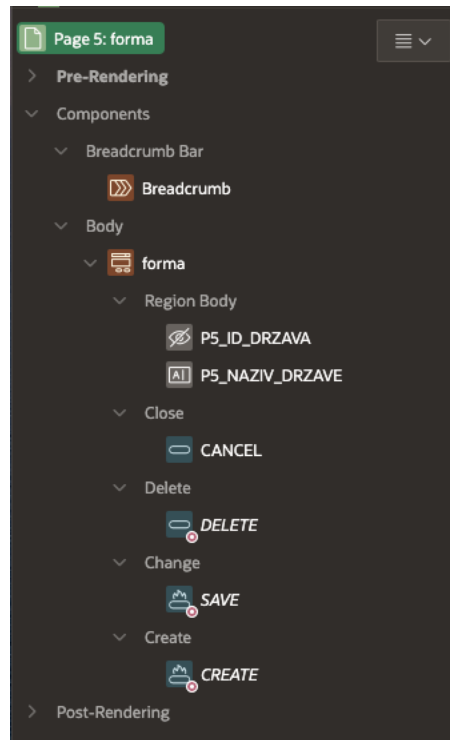 Page 5: forma
Pre-Rendering
Components
Breadcrumb Bar
Breadcrumb
Body
forma
Region Body
P5_ID_DRZAVA
P5_NAZIV_DRZAVE
Close
CANCEL
Delete
DELETE
Change
SAVE
Create
CREATE
Post-Rendering